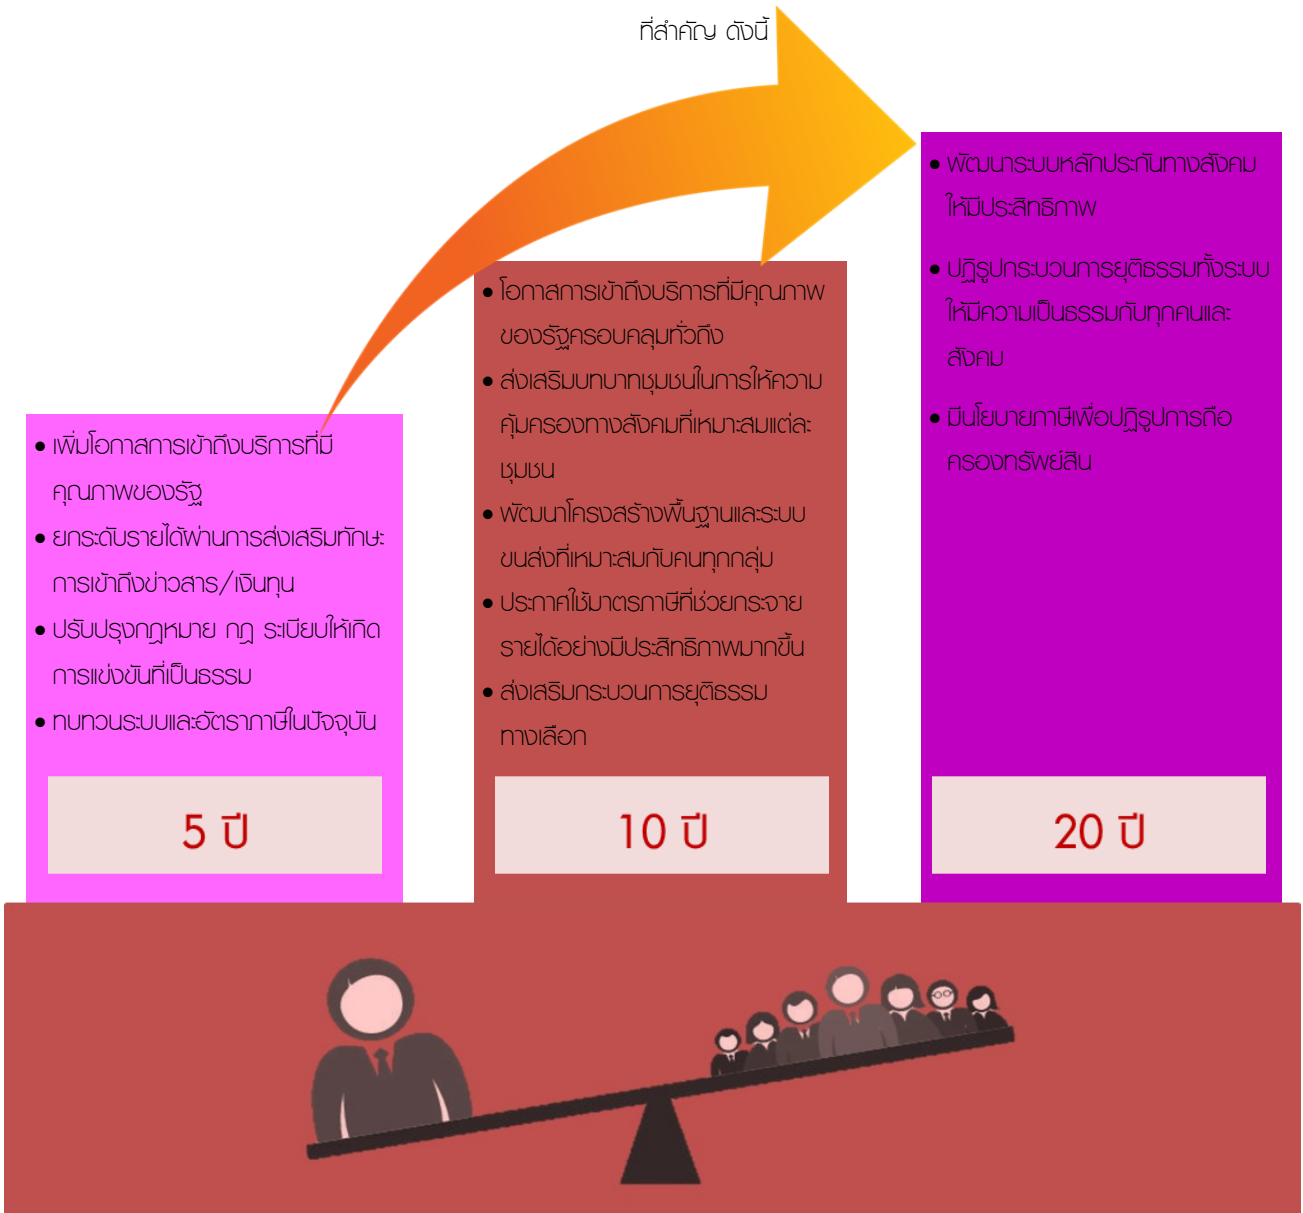 ที่สำคัญ ดังนี้
• เพิ่มโอกาสการเข้าถึงบริการที่มี
คุณภาพของรัฐ
• ยกระดับรายได้ผ่านการส่งเสริมทักษะ
การเข้าถึงข่าวสาร/เงินทุน
• ปรับปรุงกฎหมาย กฎ ระเบียบให้เกิด
การแข่งขันที่เป็นธรรม
• ทบทวนระบบและอัตราภาษีในปัจจุบัน
5 ปี
• โอกาสการเข้าถึงบริการที่มีคุณภาพ
ของรัฐครอบคลุมทั่วถึง
• ส่งเสริมบทบาทชุมชนในการให้ความ
คุ้มครองทางสังคมที่เหมาะสมแต่ละ
ชุมชน
• พัฒนาโครงสร้างพื้นฐานและระบบ
ขนส่งที่เหมาะสมกับคนทุกกลุ่ม
• ประกาศใช้มาตรภาษีที่ช่วยกระจาย
รายได้อย่างมีประสิทธิภาพมากขึ้น
• ส่งเสริมกระบวนการยุติธรรม
ทางเลือก
10 ปี
• พัฒนาระบบหลักประกันทางสังคม
ให้มีประสิทธิภาพ
• ปฏิรูปกระบวนการยุติธรรมทั้งระบบ
ให้มีความเป็นธรรมกับทุกคนและ
สังคม
• มีนโยบายภาษีเพื่อปฏิรูปการถือ
ครองทรัพย์สิน
20 ปี